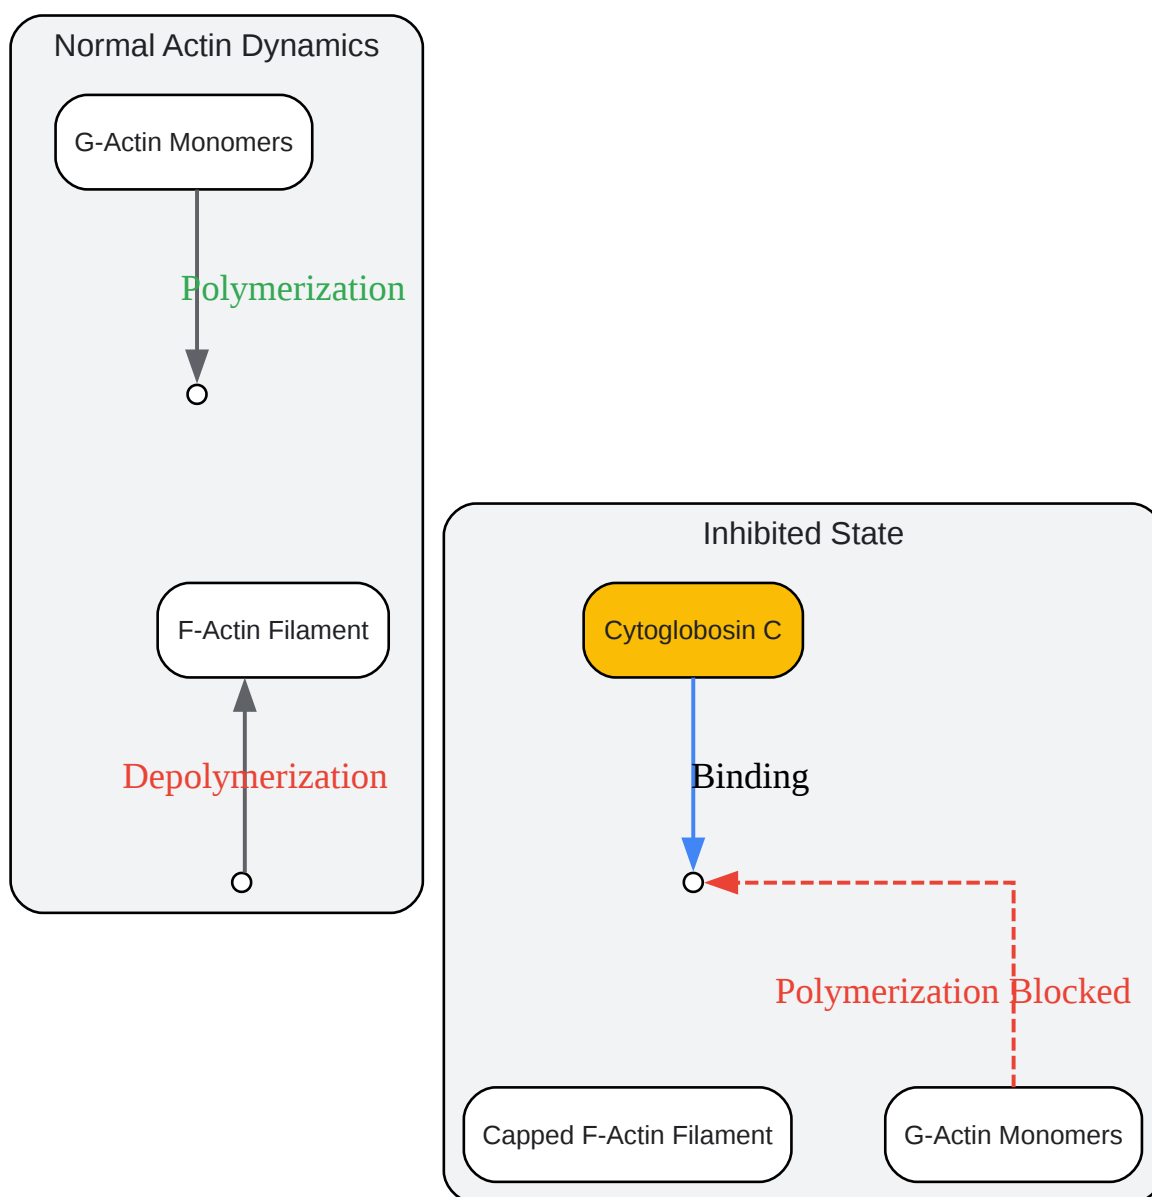 Normal Actin Dynamics
G-Actin Monomers
Polymerization
F-Actin Filament
Depolymerization
Inhibited State
Cytoglobosin C
Binding
Polymerization Blocked
Capped F-Actin Filament
G-Actin Monomers